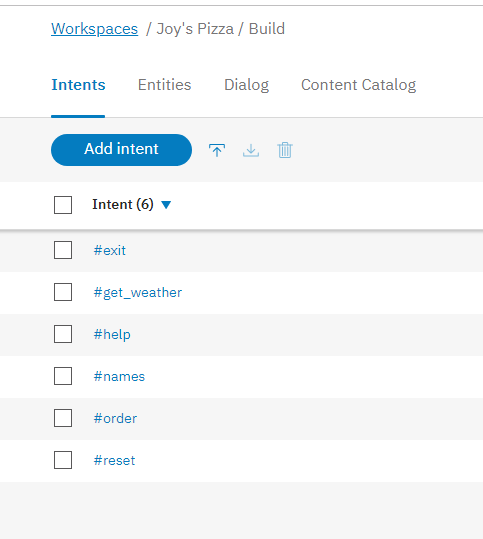 Workspaces / Joy's Pizza / Build
Intents Entities Dialog Content Catalog
Add intent
Intent (6)
#exit
#get_weather
#help
#names
#order
#reset